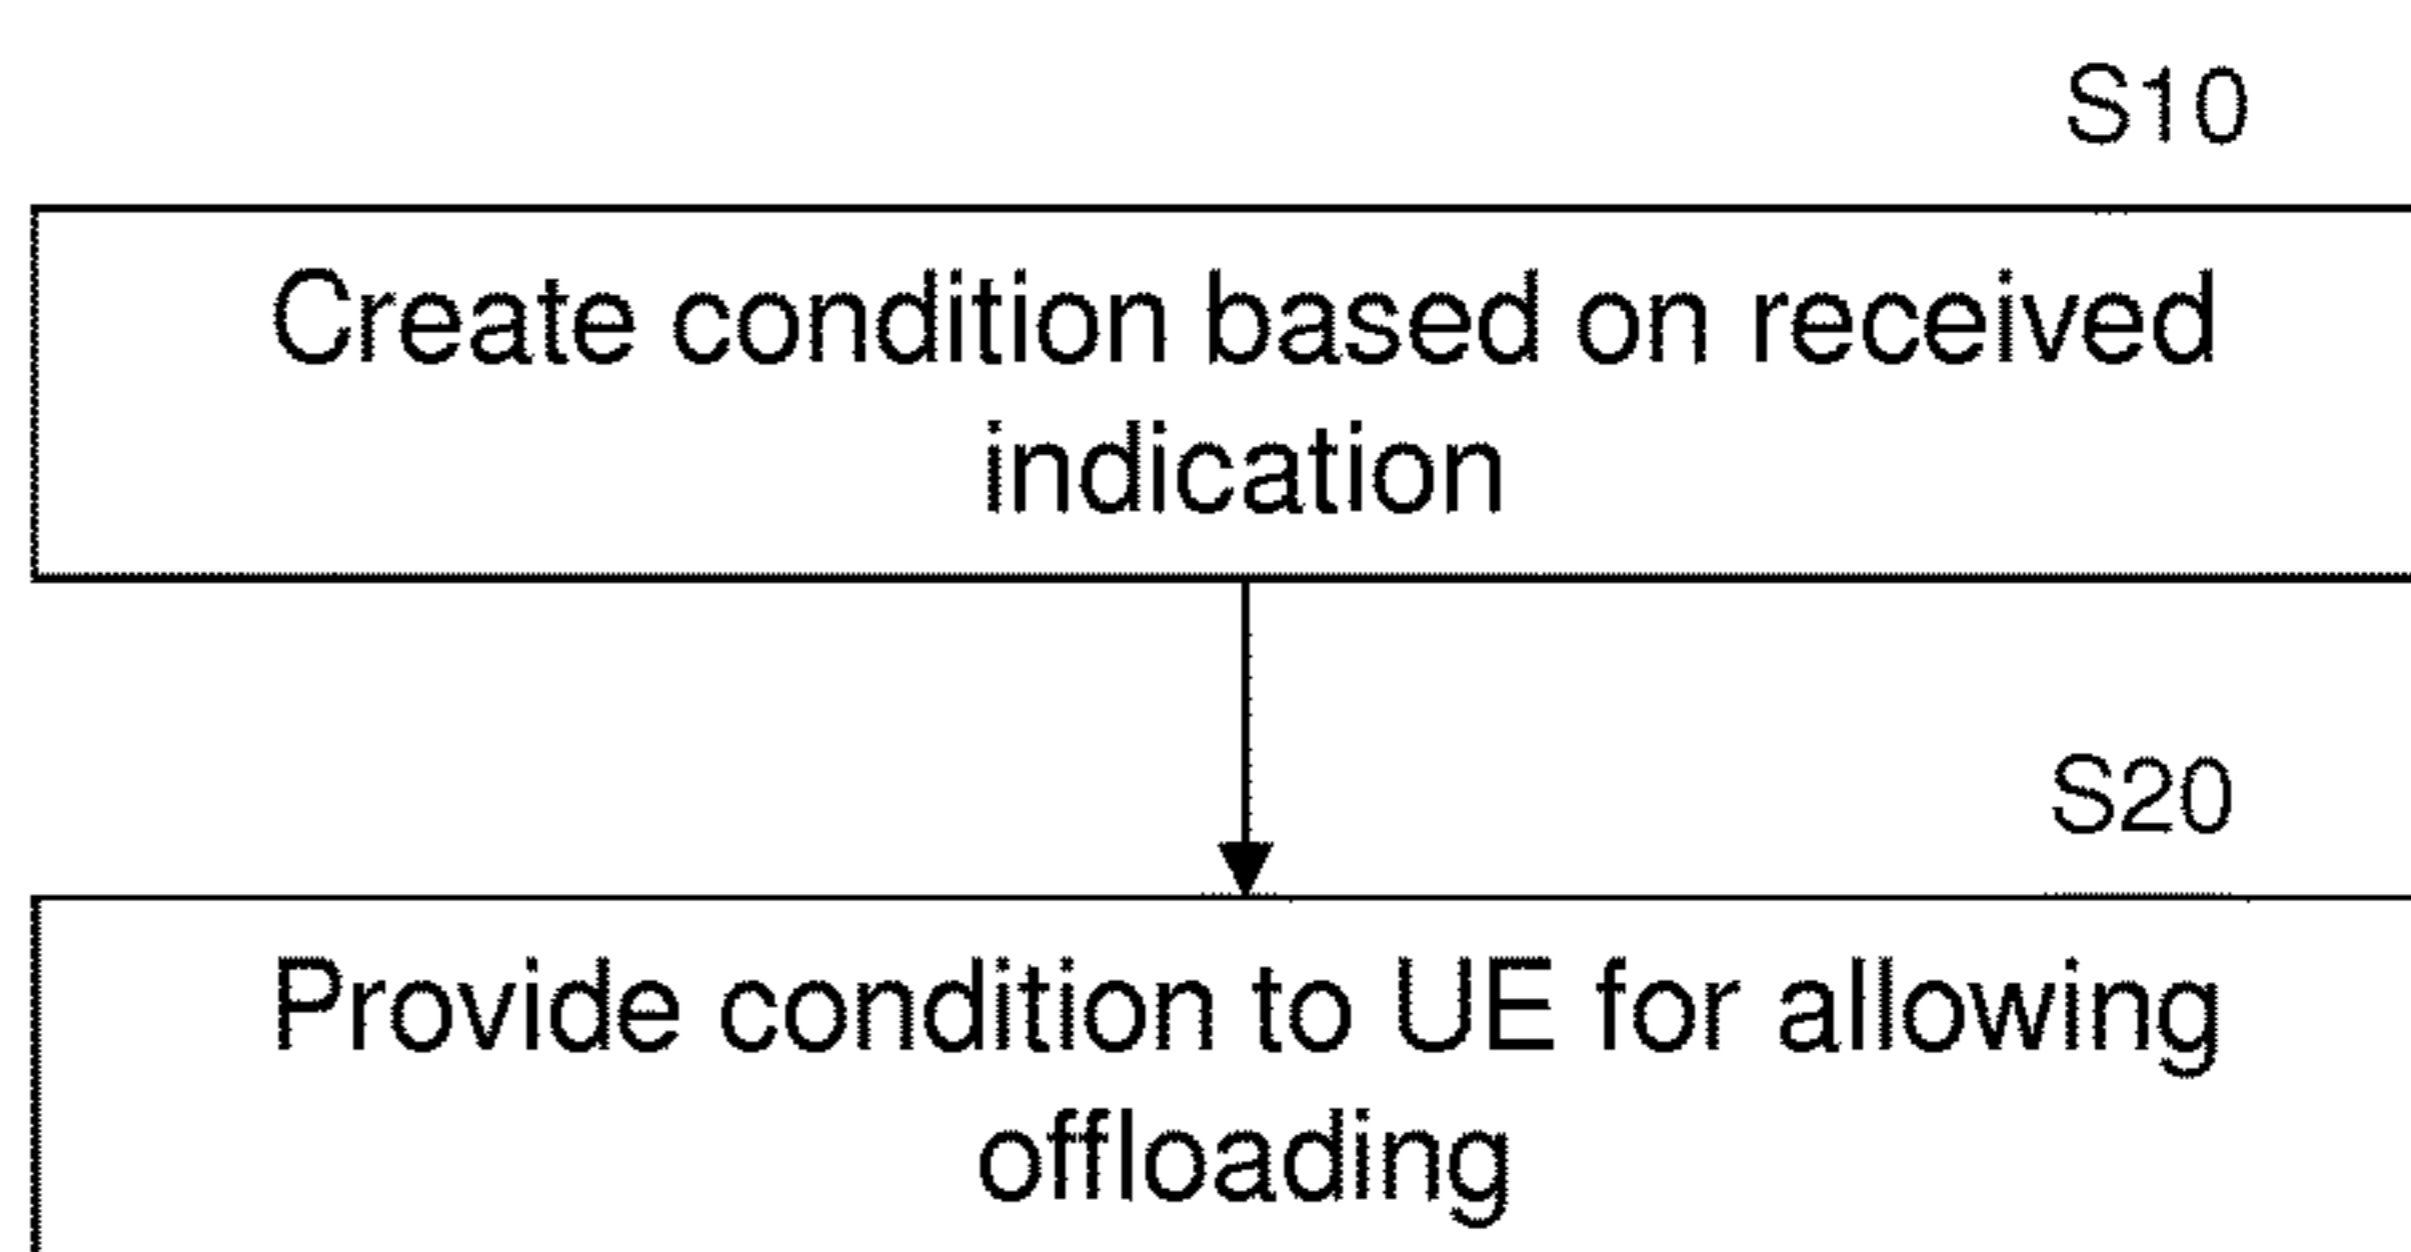 S10
Create condition based on received
indication
S20
Provide condition to UE for allowing
offloading